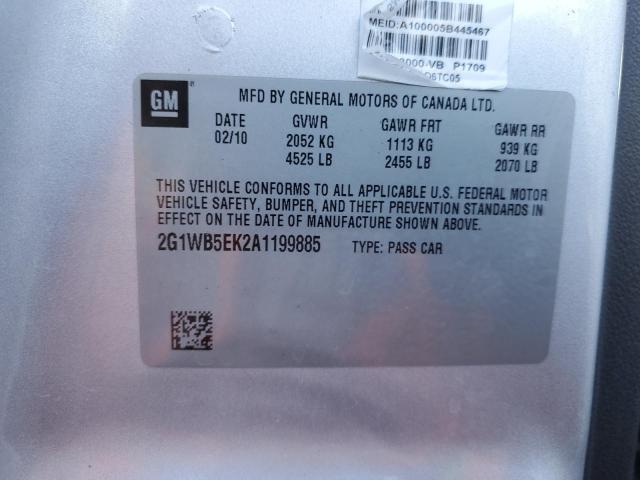 MEID:A100005B445467
000-VB P1709
D6TC05
GM
MFD BY GENERAL MOTORS OF CANADA LTD.
DATE GVWR GAWR FRT GAWR RR
02/10 2052 KG 1113 KG 939 KG
4525 LB 2455 LB 2070 LB
THIS VEHICLE CONFORMS TO ALL APPLICABLE U.S. FEDERAL MOTOR
VEHICLE SAFETY, BUMPER, AND THEFT PREVENTION STANDARDS IN
EFFECT ON THE DATE OF MANUFACTURE SHOWN ABOVE.
2G1WB5EK2A1199885 TYPE: PASS CAR